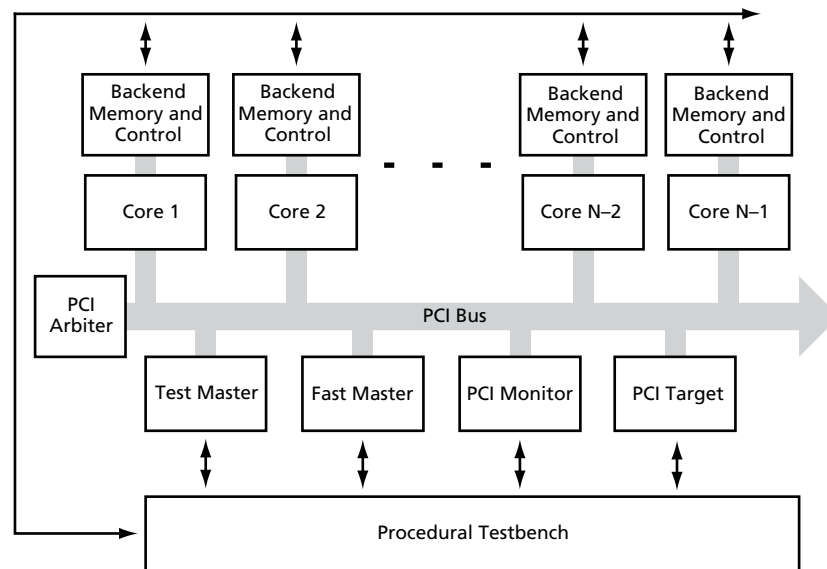 Backend
Memory and
Control
Backend
Memory and
Control
Backend
Memory and
Control
Backend
Memory and
Control
Core 1
Core 2
Core N–2
Core N–1
PCI
Arbiter
PCI Bus
Test Master
Fast Master
PCI Monitor
PCI Target
Procedural Testbench